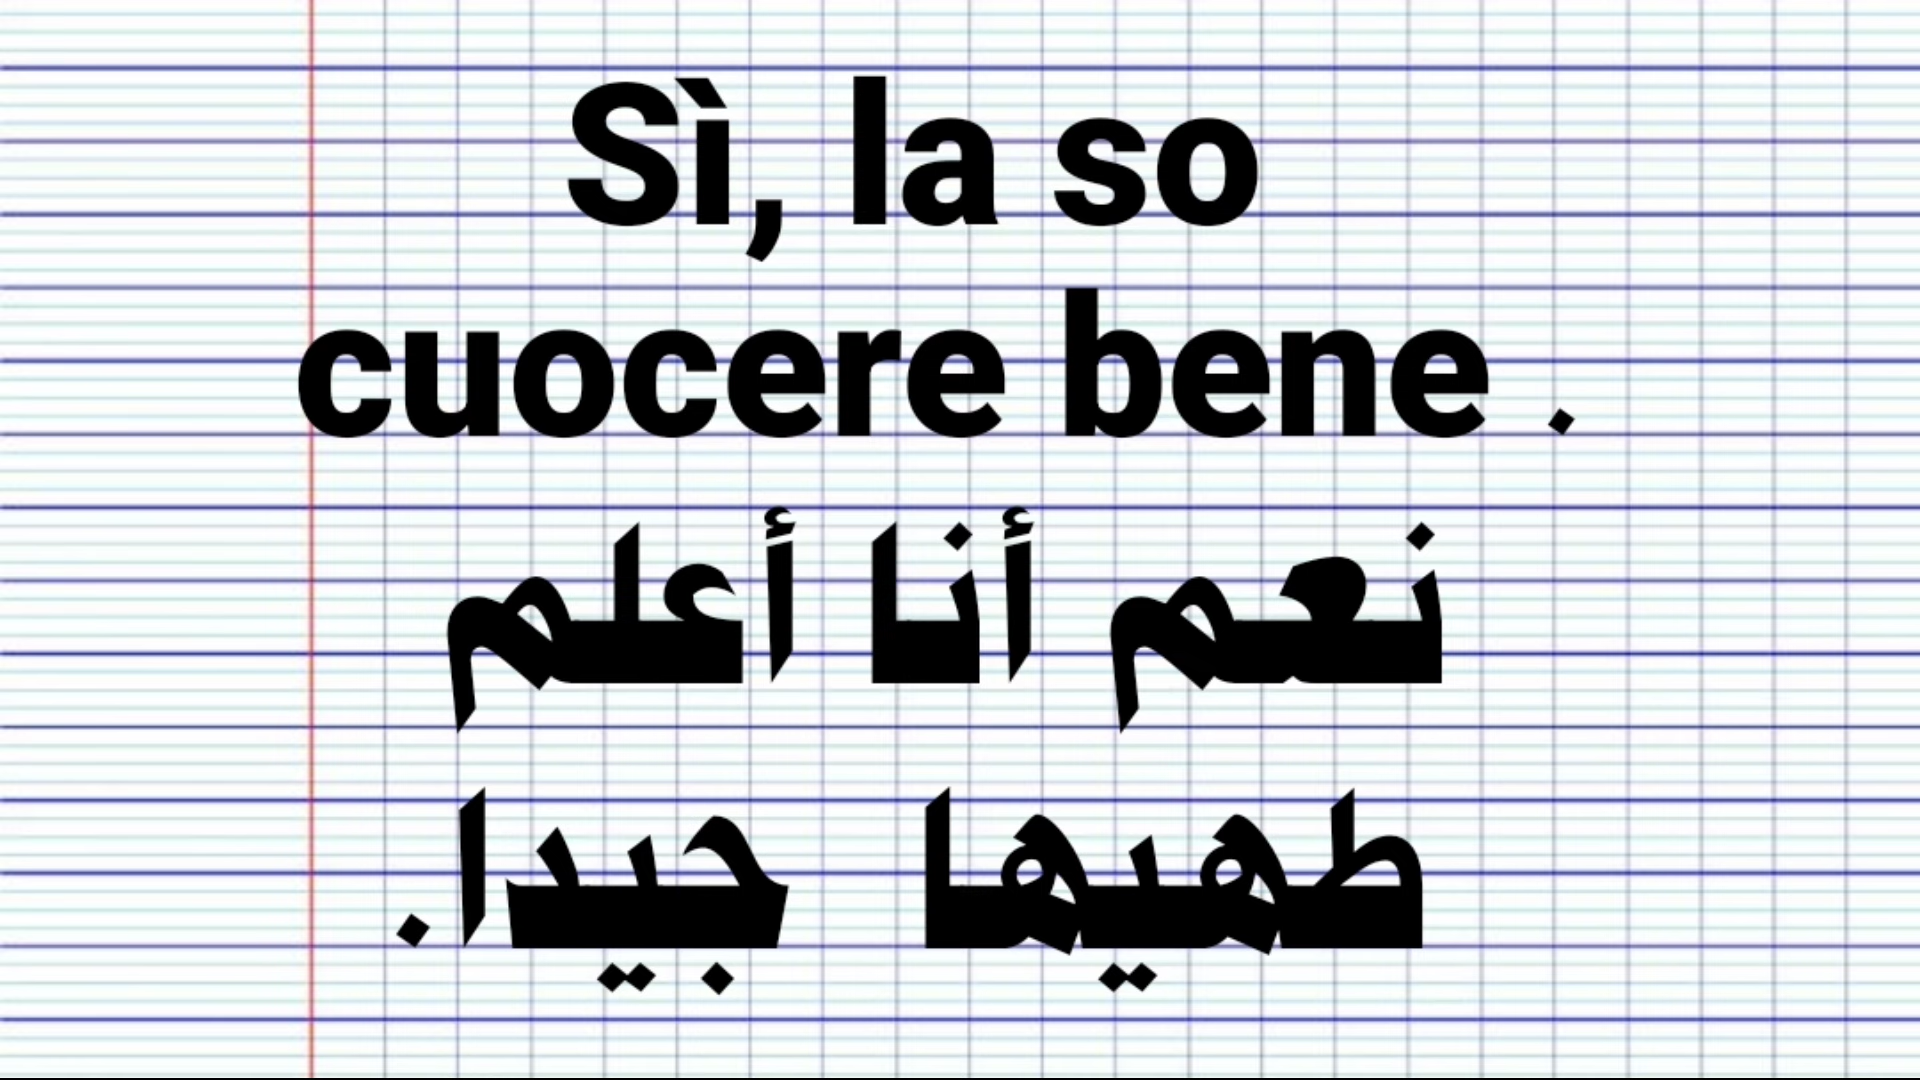 Sì, la so
cuocere bene .
نعم أنا أعلم
طهيها جيدا.